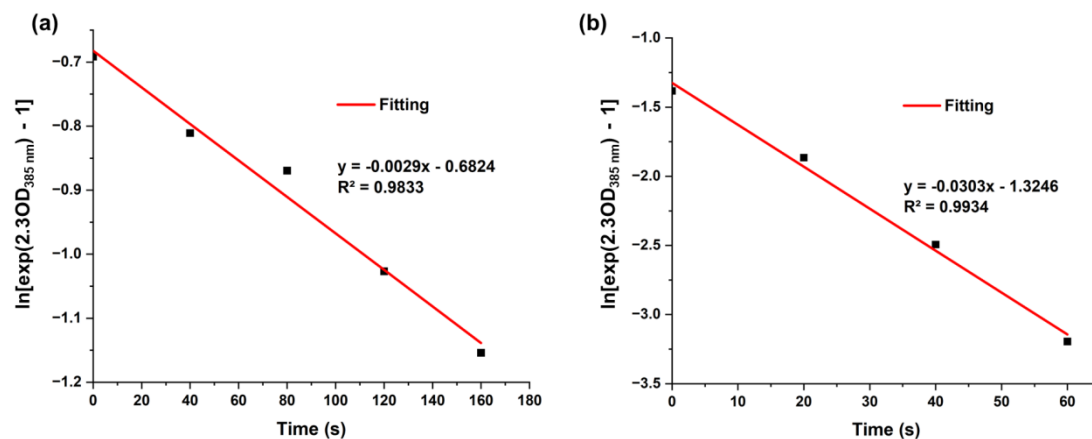 (a)
ln[exp(2.3OD385 nm) - 1]
−0.7
−0.8
−0.9
−1.0
−1.1
−1.2
Fitting
y = -0.0029x - 0.6824
R² = 0.9833
0 20 40 60 80 100 120 140 160 180
Time (s)
(b)
ln[exp(2.3OD385 nm) - 1]
−1.0
−1.5
−2.0
−2.5
−3.0
−3.5
Fitting
y = -0.0303x - 1.3246
R² = 0.9934
0 10 20 30 40 50 60
Time (s)